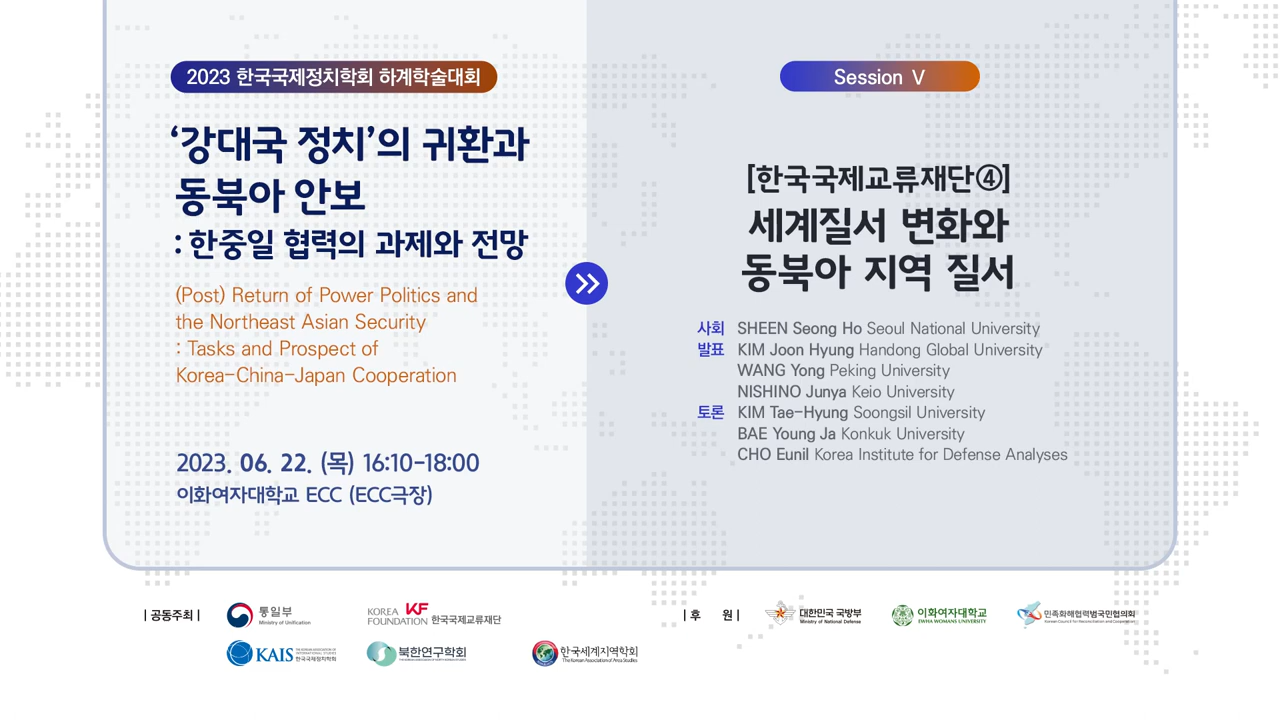 2023 한국국제정치학회 하계학술대회
‘강대국 정치’의 귀환과
동북아 안보
: 한중일 협력의 과제와 전망
(Post) Return of Power Politics and
the Northeast Asian Security
: Tasks and Prospect of
Korea-China-Japan Cooperation
2023. 06. 22. (목) 16:10-18:00
이화여자대학교 ECC (ECC극장)
Session V
[한국국제교류재단④]
세계질서 변화와
동북아 지역 질서
사회 SHEEN Seong Ho Seoul National University
발표 KIM Joon Hyung Handong Global University
WANG Yong Peking University
NISHINO Junya Keio University
토론 KIM Tae-Hyung Soongsil University
BAE Young Ja Konkuk University
CHO Eunil Korea Institute for Defense Analyses
| 공동주최 |
통일부
Ministry of Unification
KOREA KF
FOUNDATION 한국국제교류재단
KAIS 한국국제정치학회
북한연구학회
한국세계지역학회
The Korean Association of Area Studies
| 후 원 |
대한민국 국방부
Ministry of National Defense
이화여자대학교
EWHA WOMANS UNIVERSITY
민족화해협력범국민협의회